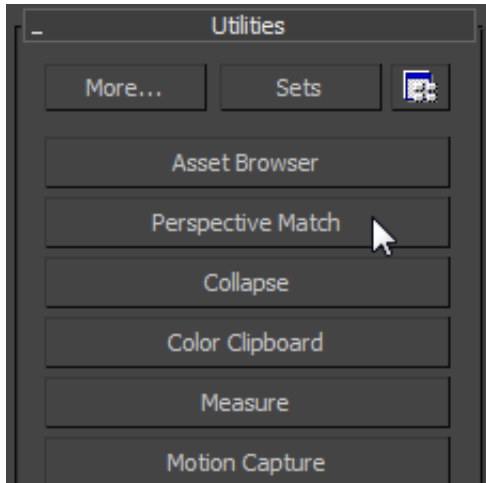 Utilities
More... Sets
Asset Browser
Perspective Match
Collapse
Color Clipboard
Measure
Motion Capture